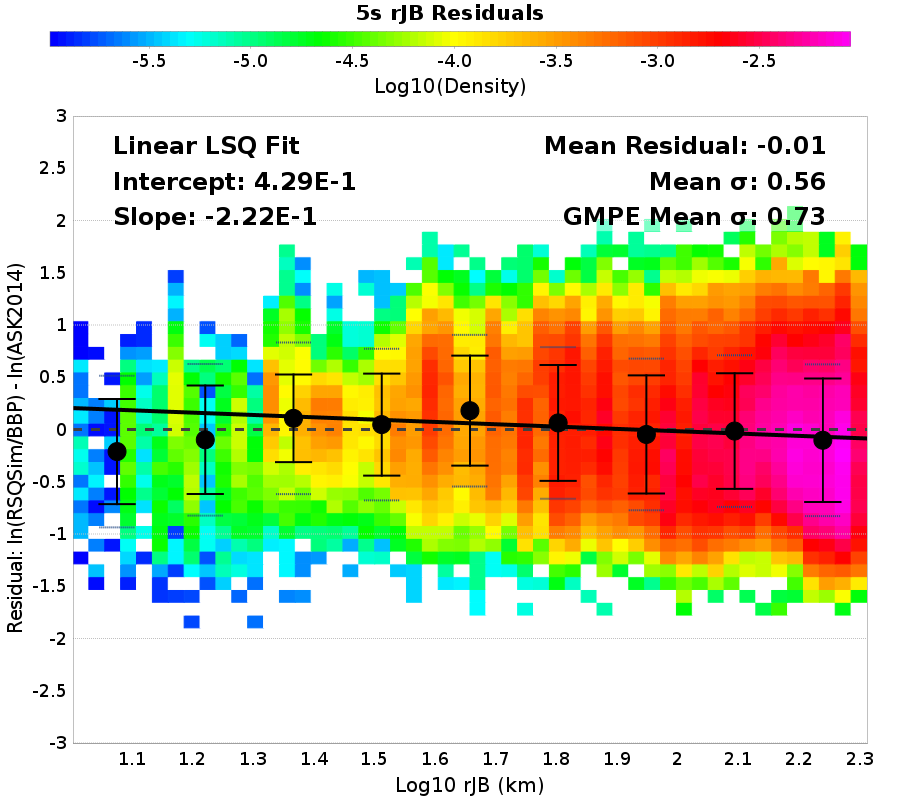 5s rJB Residuals
-5.5 -5.0 -4.5 -4.0 -3.5 -3.0 -2.5
Log10(Density)
Linear LSQ Fit
Intercept: 4.29E-1
Slope: -2.22E-1
Mean Residual: -0.01
Mean σ: 0.56
GMPE Mean σ: 0.73
Residual: ln(RSQSim/BBP) - ln(ASK2014)
3
2.5
2
1.5
1
0.5
0
-0.5
-1
-1.5
-2
-2.5
-3
1.1 1.2 1.3 1.4 1.5 1.6 1.7 1.8 1.9 2 2.1 2.2 2.3
Log10 rJB (km)